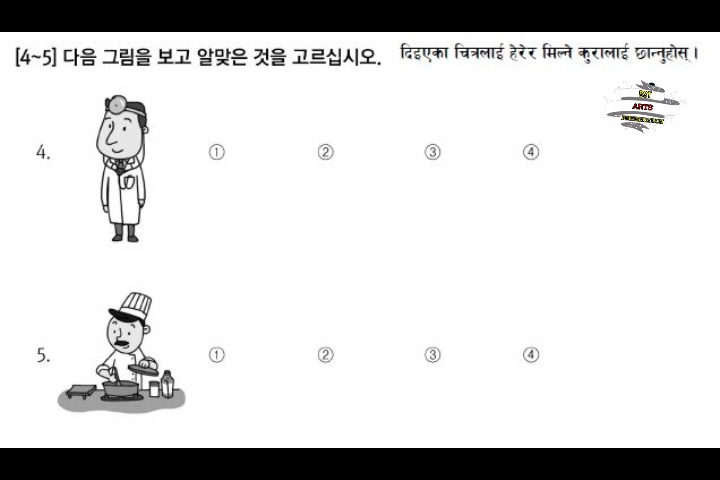 [4~5] 다음 그림을 보고 알맞은 것을 고르십시오. दिइएका चित्रलाई हेरेर मिल्ने कुरालाई छान्नुहोस् ।
ARTS
4. ① ② ③ ④
5. ① ② ③ ④